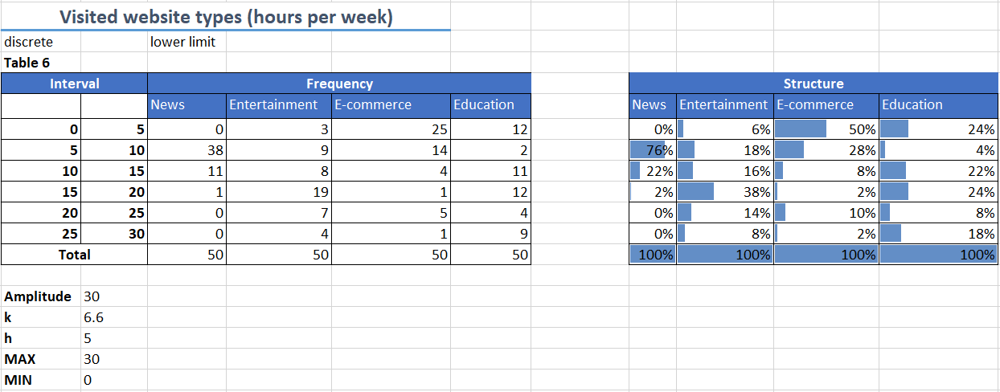 Visited website types (hours per week)
discrete lower limit
Table 6
Interval Frequency Structure
News Entertainment E-commerce Education News Entertainment E-commerce Education
0 5 0 3 25 12 0% 6% 50% 24%
5 10 38 9 14 2 76% 18% 28% 4%
10 15 11 8 4 11 22% 16% 8% 22%
15 20 1 19 1 12 2% 38% 2% 24%
20 25 0 7 5 4 0% 14% 10% 8%
25 30 0 4 1 9 0% 8% 2% 18%
Total 50 50 50 50 100% 100% 100% 100%
Amplitude 30
k 6.6
h 5
MAX 30
MIN 0